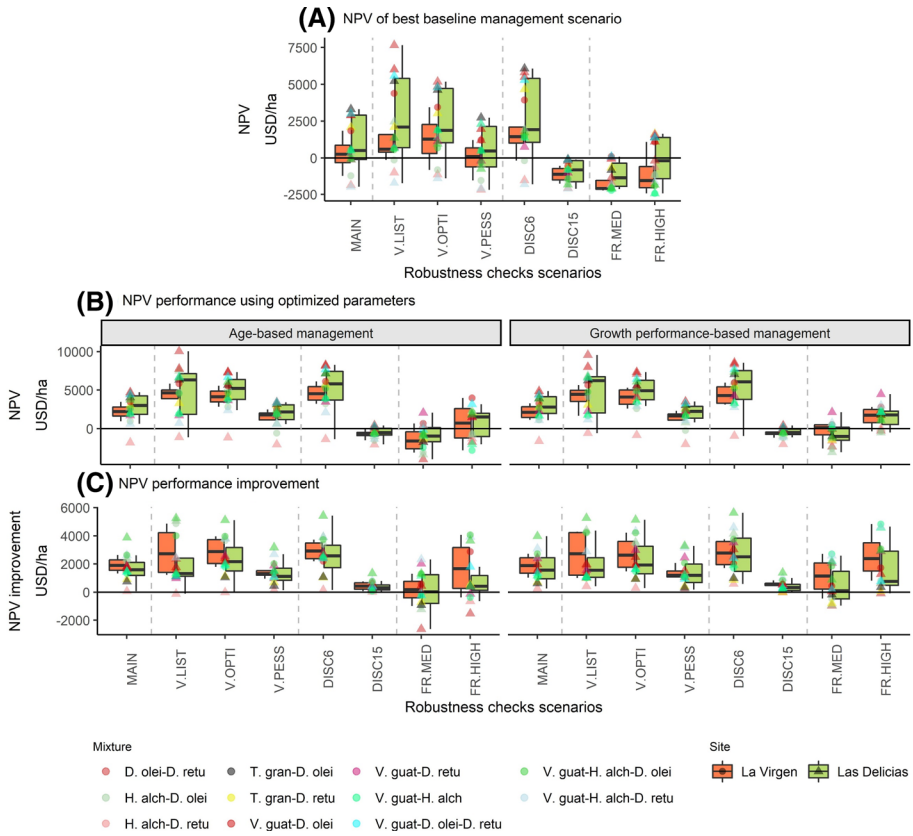 (A) NPV of best baseline management scenario
NPV
USD/ha
7500
5000
2500
0
-2500
MAIN
V.LIST
V.OPTI
V.PESS
DISC6
DISC15
FR.MED
FR.HIGH
Robustness checks scenarios
(B) NPV performance using optimized parameters
Age-based management
Growth performance-based management
NPV
USD/ha
10000
5000
0
(C) NPV performance improvement
NPV improvement
USD/ha
6000
4000
2000
0
-2000
MAIN
V.LIST
V.OPTI
V.PESS
DISC6
DISC15
FR.MED
FR.HIGH
MAIN
V.LIST
V.OPTI
V.PESS
DISC6
DISC15
FR.MED
FR.HIGH
Robustness checks scenarios
Mixture
D. olei-D. retu
H. alch-D. olei
H. alch-D. retu
T. gran-D. olei
T. gran-D. retu
V. guat-D. olei
V. guat-D. retu
V. guat-H. alch
V. guat-D. olei-D. retu
V. guat-H. alch-D. olei
V. guat-H. alch-D. retu
Site
La Virgen
Las Delicias